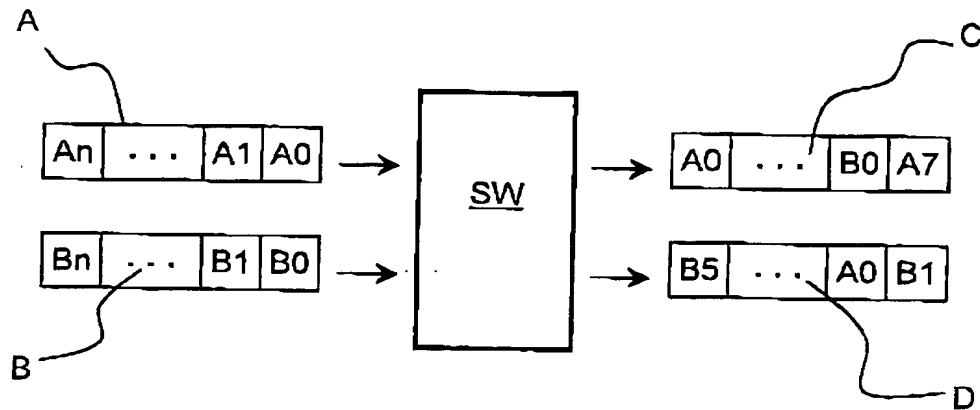 A
C
An ... A1 A0
SW
A0 ... B0 A7
Bn ... B1 B0
B5 ... A0 B1
B
D